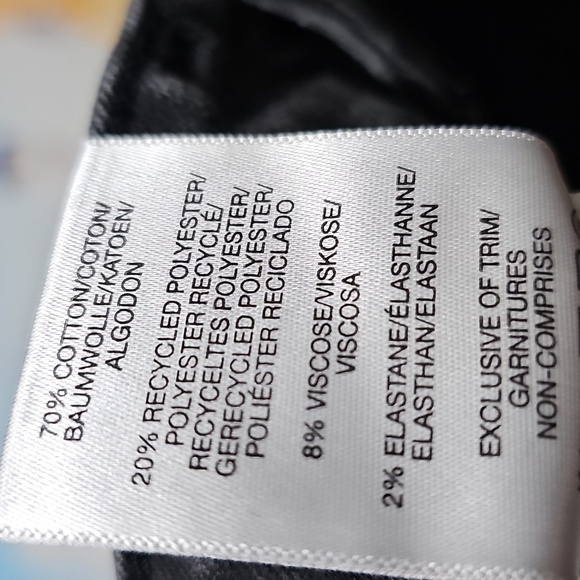 70% COTTON/COTON/
BAUMWOLLE/KATOEN/
ALGODON
20% RECYCLED POLYESTER/
POLYESTER RECYCLÉ/
RECYCELTES POLYESTER/
GERECYCLED POLYESTER/
POLIÉSTER RECICLADO
8% VISCOSE/VISKOSE/
VISCOSA
2% ELASTANE/ÉLASTHANNE/
ELASTHAN/ELASTAAN
EXCLUSIVE OF TRIM/
GARNITURES
NON-COMPRISES